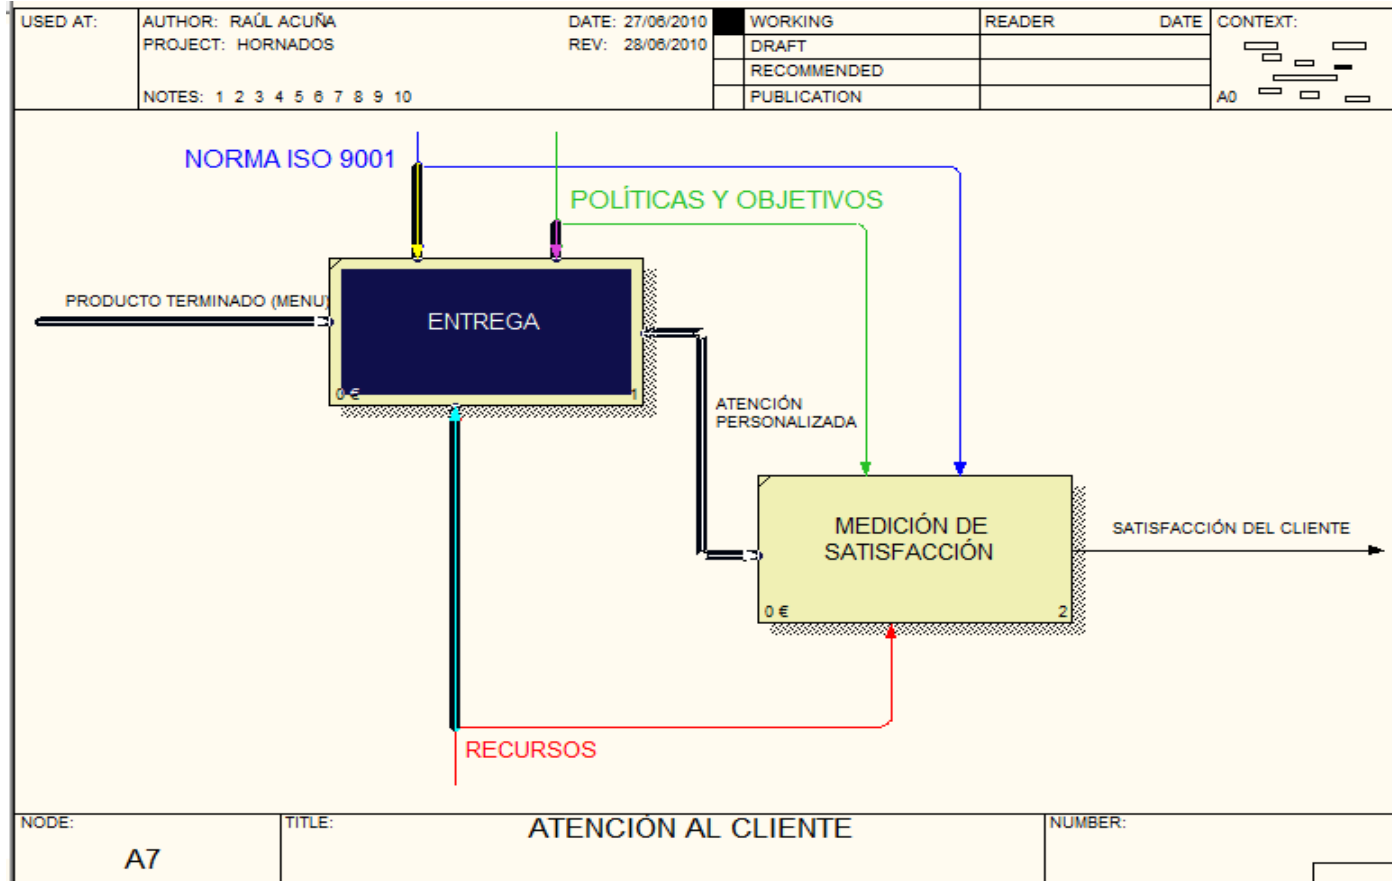 USED AT:
AUTHOR: RAÚL ACUÑA
DATE: 27/06/2010
WORKING
READER
DATE
CONTEXT:
PROJECT: HORNADOS
REV: 28/06/2010
DRAFT
RECOMMENDED
NOTES: 1 2 3 4 5 6 7 8 9 10
PUBLICATION
A0
NORMA ISO 9001
POLÍTICAS Y OBJETIVOS
PRODUCTO TERMINADO (MENU)
ENTREGA
0 €
1
ATENCIÓN
PERSONALIZADA
MEDICIÓN DE
SATISFACCIÓN
0 €
2
SATISFACCIÓN DEL CLIENTE
RECURSOS
NODE:
A7
TITLE:
ATENCIÓN AL CLIENTE
NUMBER: